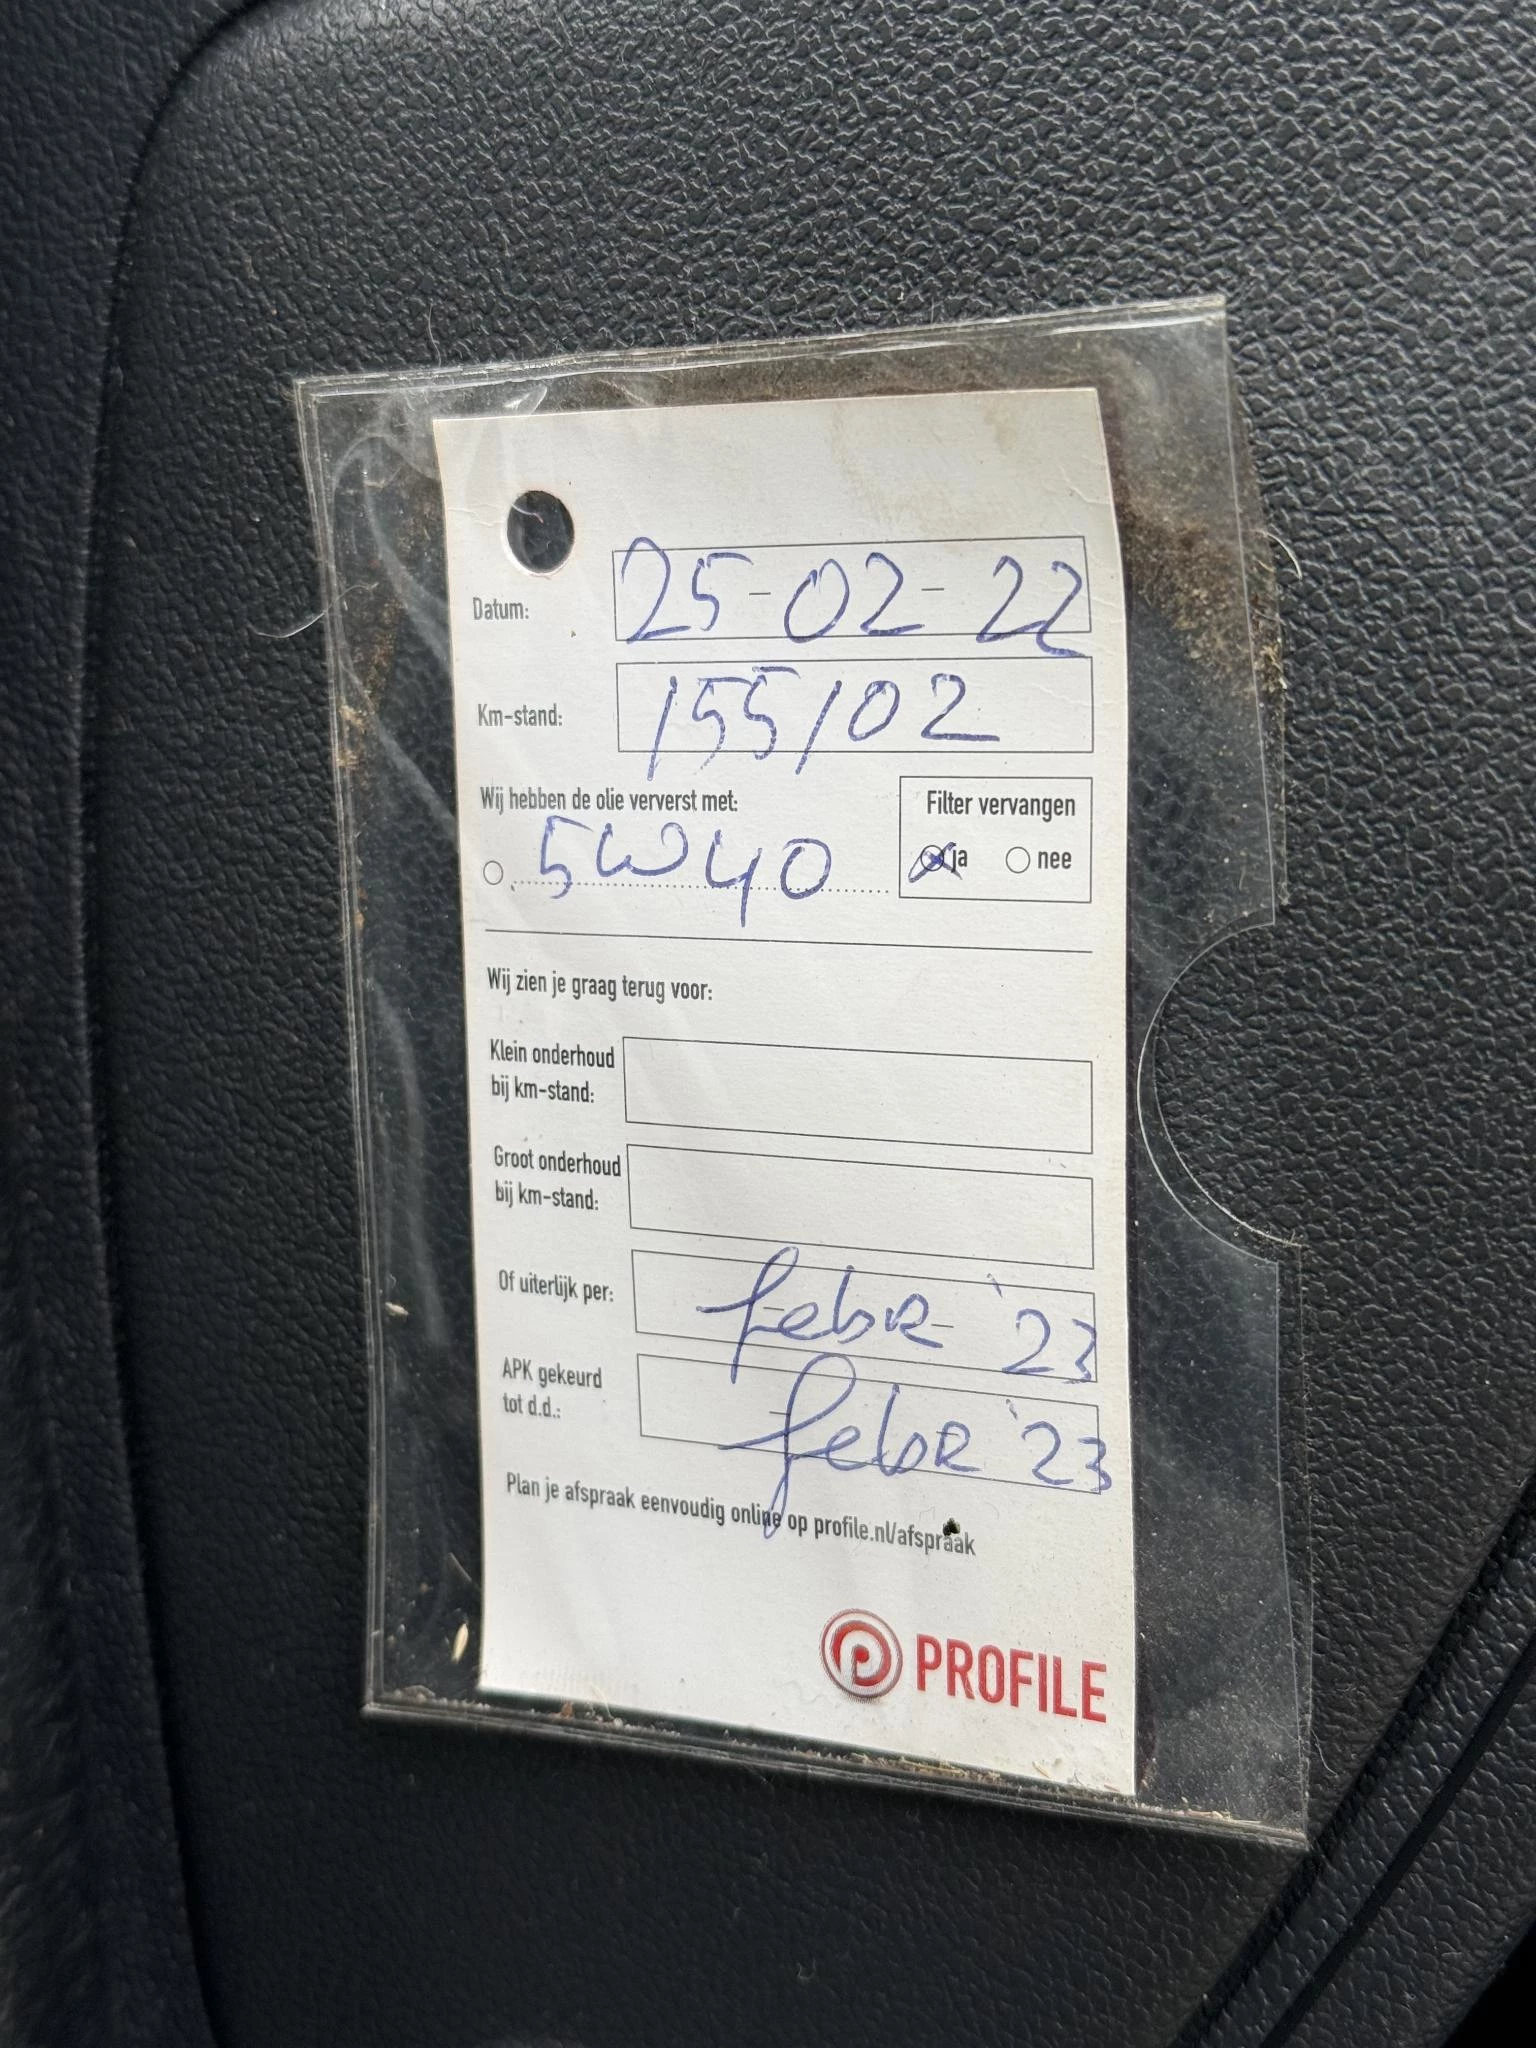 Datum: 25-02-22
Km-stand: 155102
Wij hebben de olie ververst met:
5W40
Filter vervangen
ja nee
Wij zien je graag terug voor:
Klein onderhoud
bij km-stand:
Groot onderhoud
bij km-stand:
Of uiterlijk per: febr '23
APK gekeurd
tot d.d.: febr '23
Plan je afspraak eenvoudig online op profile.nl/afspraak
PROFILE